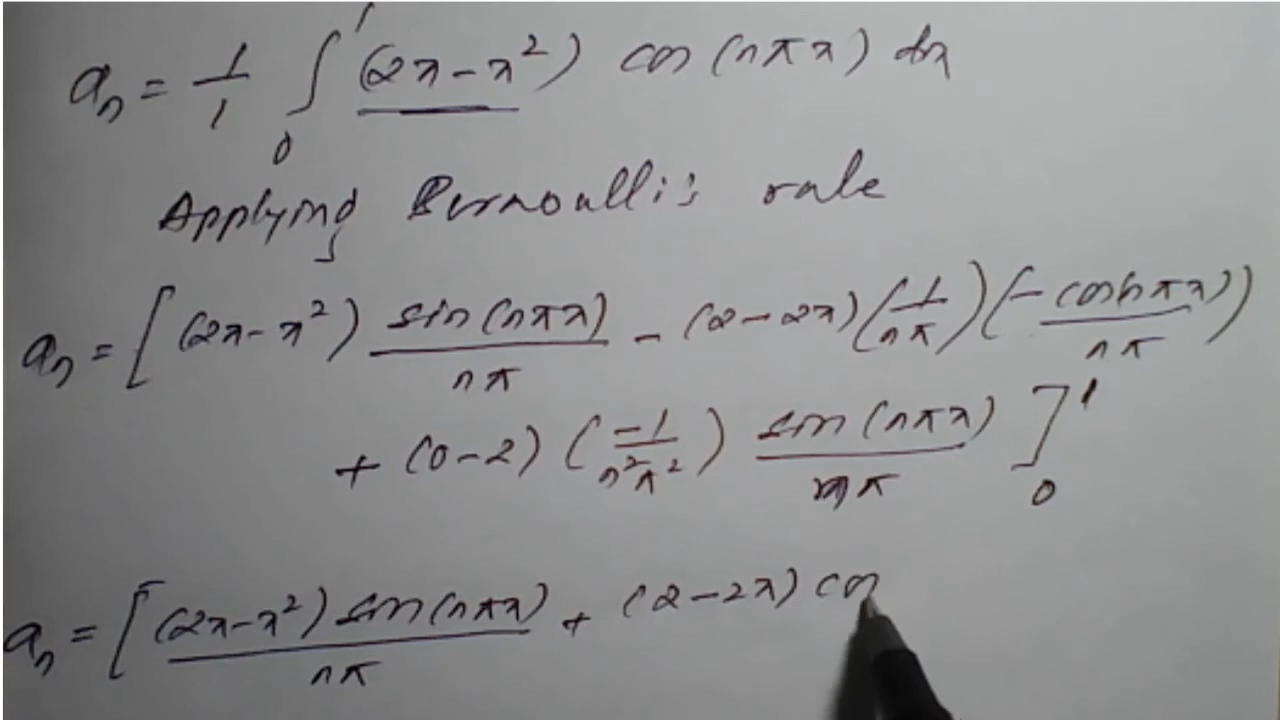 aₙ = 1/1 ∫₀¹ (2x - x²) cos (nπx) dx
Applying Bernoulli's rule
aₙ = [ (2x - x²) sin (nπx)/nπ - (2 - 2x) (1/nπ) (- cos(nπx)/nπ)
+ (0 - 2) (-1/n²π²) sin (nπx)/nπ ]₀¹
aₙ = [ (2x - x²) sin (nπx)/nπ + (2 - 2x) cos